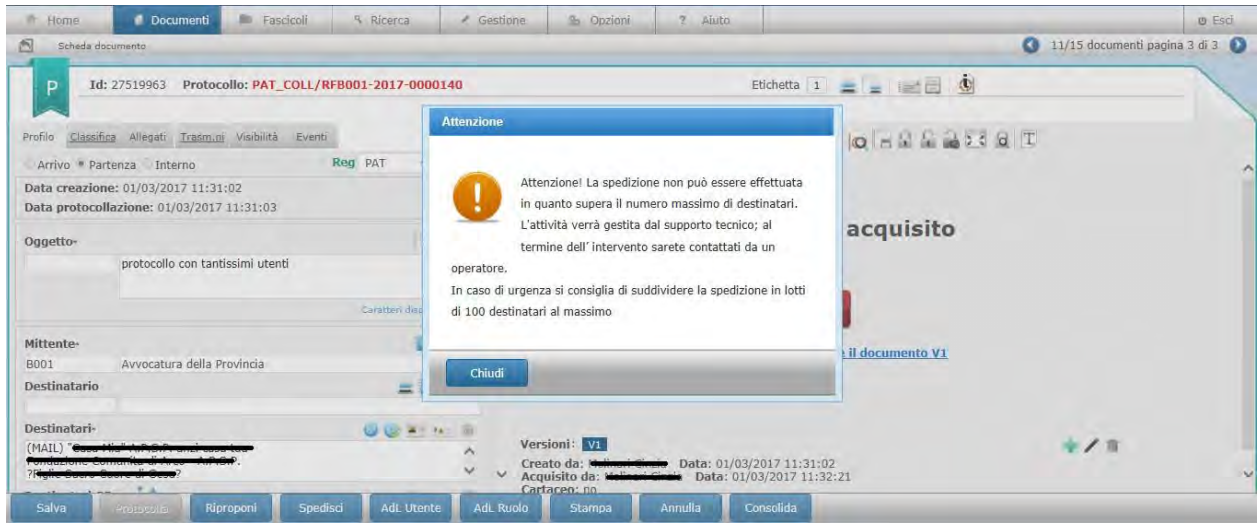 Home Documenti Fascicoli Ricerca Gestione Opzioni ? Aiuto Esci
Scheda documento 11/15 documenti pagina 3 di 3
P Id: 27519963 Protocollo: PAT_COLL/RFB001-2017-0000140 Etichetta 1
Attenzione
Profilo Classifica Allegati Trasm.ni Visibilità Eventi
Arrivo Partenza Interno Reg PAT
Data creazione: 01/03/2017 11:31:02
Data protocollazione: 01/03/2017 11:31:03
Attenzione! La spedizione non può essere effettuata
in quanto supera il numero massimo di destinatari.
L'attività verrà gestita dal supporto tecnico; al
termine dell' intervento sarete contattati da un
operatore.
In caso di urgenza si consiglia di suddividere la spedizione in lotti
di 100 destinatari al massimo
Chiudi
acquisito
il documento V1
Oggetto*
protocollo con tantissimi utenti
Caratteri
Mittente*
B001 Avvocatura della Provincia
Destinatario
Destinatari*
(MAIL)
Versioni: V1
Creato da: Data: 01/03/2017 11:31:02
Acquisito da: Data: 01/03/2017 11:32:21
Cartaceo: no
Salva Protocolla Riproponi Spedisci AdL Utente AdL Ruolo Stampa Annulla Consolida